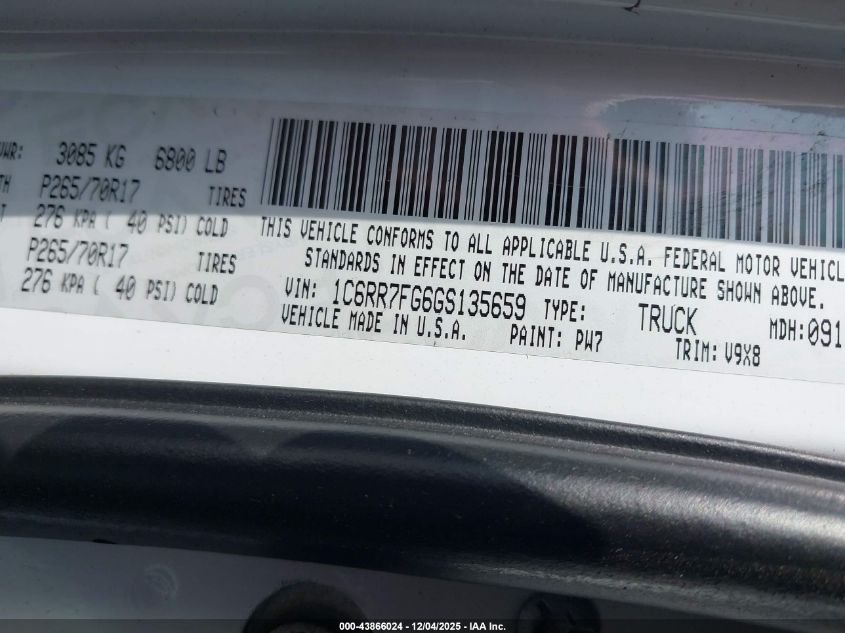 VWR: 3085 KG 6800 LB
TH P265/70R17 TIRES
T 276 KPA ( 40 PSI) COLD
P265/70R17 TIRES
276 KPA ( 40 PSI) COLD
THIS VEHICLE CONFORMS TO ALL APPLICABLE U.S.A. FEDERAL MOTOR VEHICL
STANDARDS IN EFFECT ON THE DATE OF MANUFACTURE SHOWN ABOVE.
VIN: 1C6RR7FG6GS135659 TYPE: TRUCK MDH:091
VEHICLE MADE IN U.S.A. PAINT: PW7 TRIM: V9X8
000-43866024 - 12/04/2025 - IAA Inc.